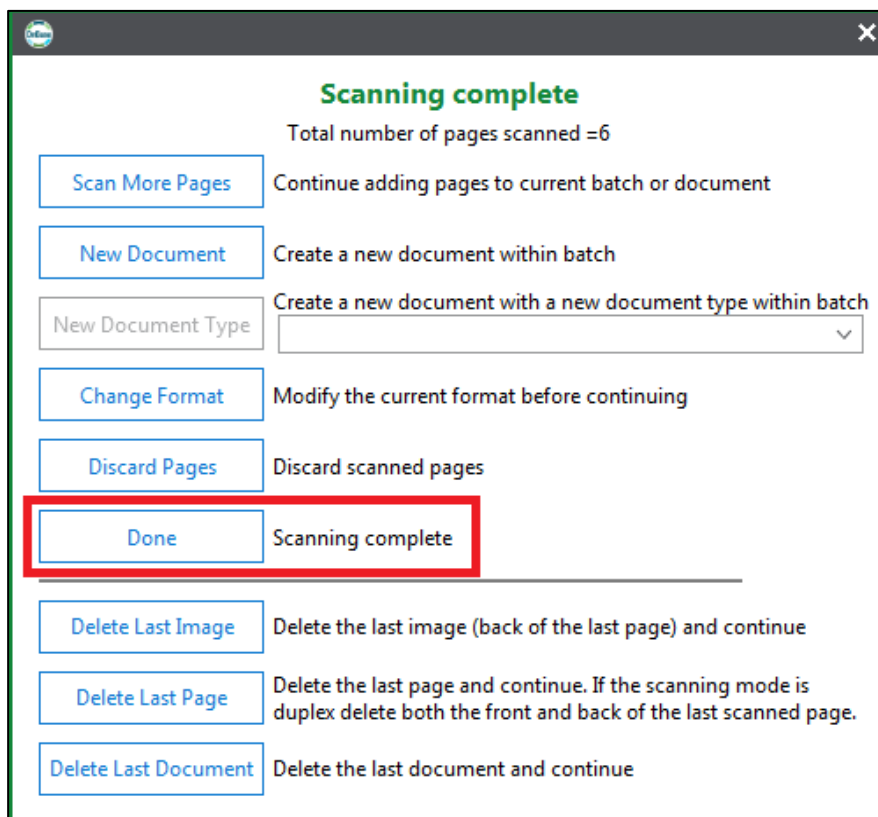 Scanning complete
Total number of pages scanned =6
Scan More Pages Continue adding pages to current batch or document
New Document Create a new document within batch
Create a new document with a new document type within batch
New Document Type
Change Format Modify the current format before continuing
Discard Pages Discard scanned pages
Done Scanning complete
Delete Last Image Delete the last image (back of the last page) and continue
Delete Last Page Delete the last page and continue. If the scanning mode is
duplex delete both the front and back of the last scanned page.
Delete Last Document Delete the last document and continue